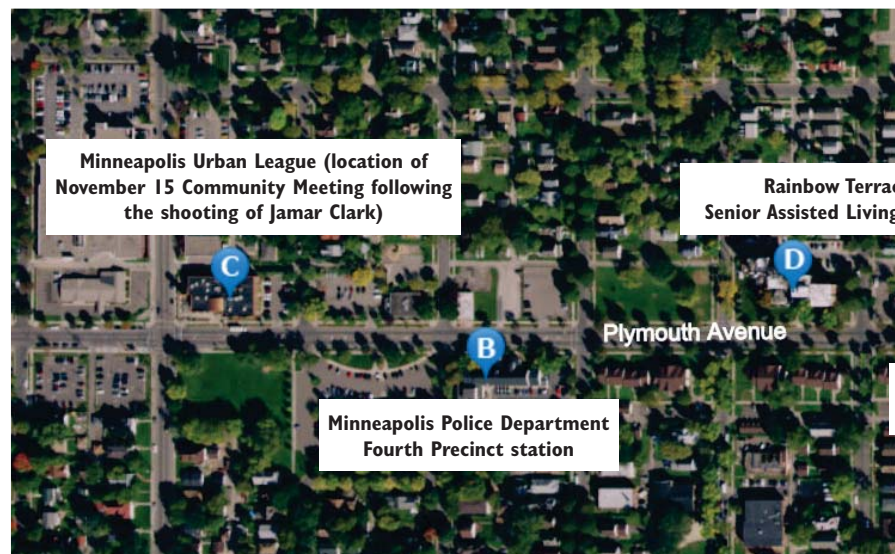 Minneapolis Urban League (location of
November 15 Community Meeting following
the shooting of Jamar Clark)
Rainbow
Senior Assisted Living
C
D
Plymouth Avenue
B
Minneapolis Police Department
Fourth Precinct station